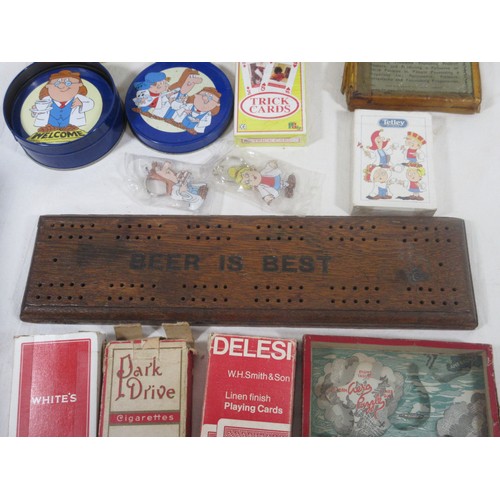 WELCOME
TRICK
CARDS
Tetley
BEER IS BEST
WHITE'S
Park
Drive
Cigarettes
DELESI
W.H.Smith & Son
Linen finish
Playing Cards